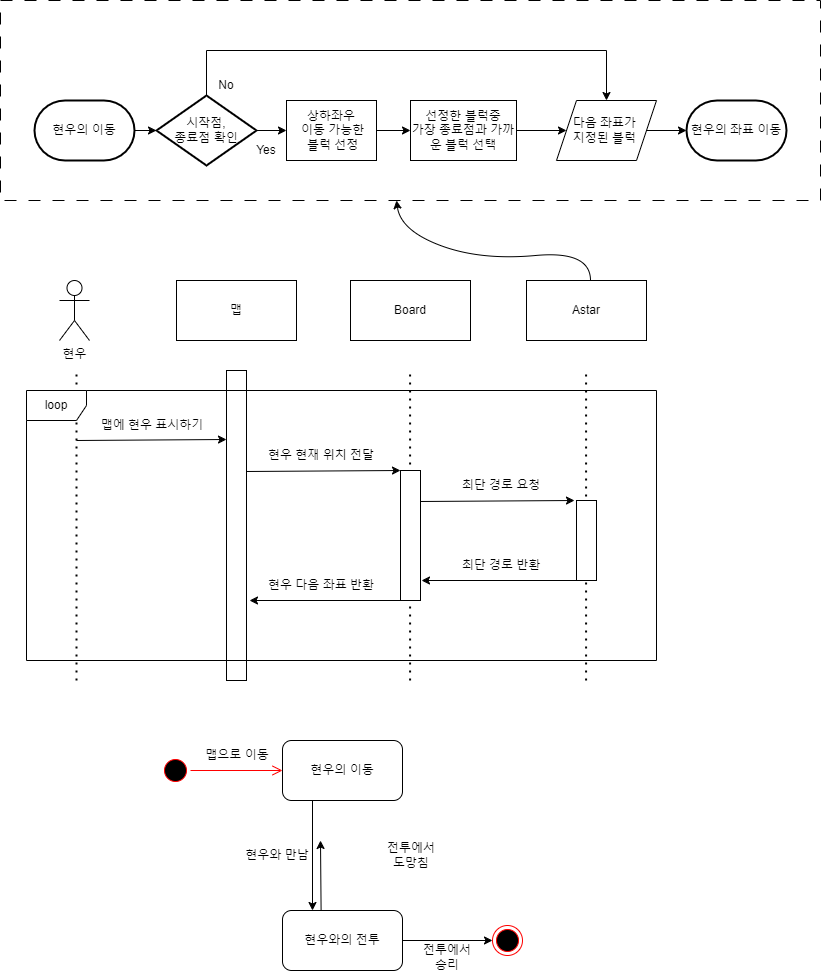 No
현우의 이동
시작점,
종료점 확인
Yes
상하좌우
이동 가능한
블럭 선정
선정한 블럭중
가장 종료점과 가까
운 블럭 선택
다음 좌표가
지정된 블럭
현우의 좌표 이동
현우
맵
Board
Astar
loop
맵에 현우 표시하기
현우 현재 위치 전달
최단 경로 요청
최단 경로 반환
현우 다음 좌표 반환
맵으로 이동
현우의 이동
현우와 만남
전투에서
도망침
현우와의 전투
전투에서
승리